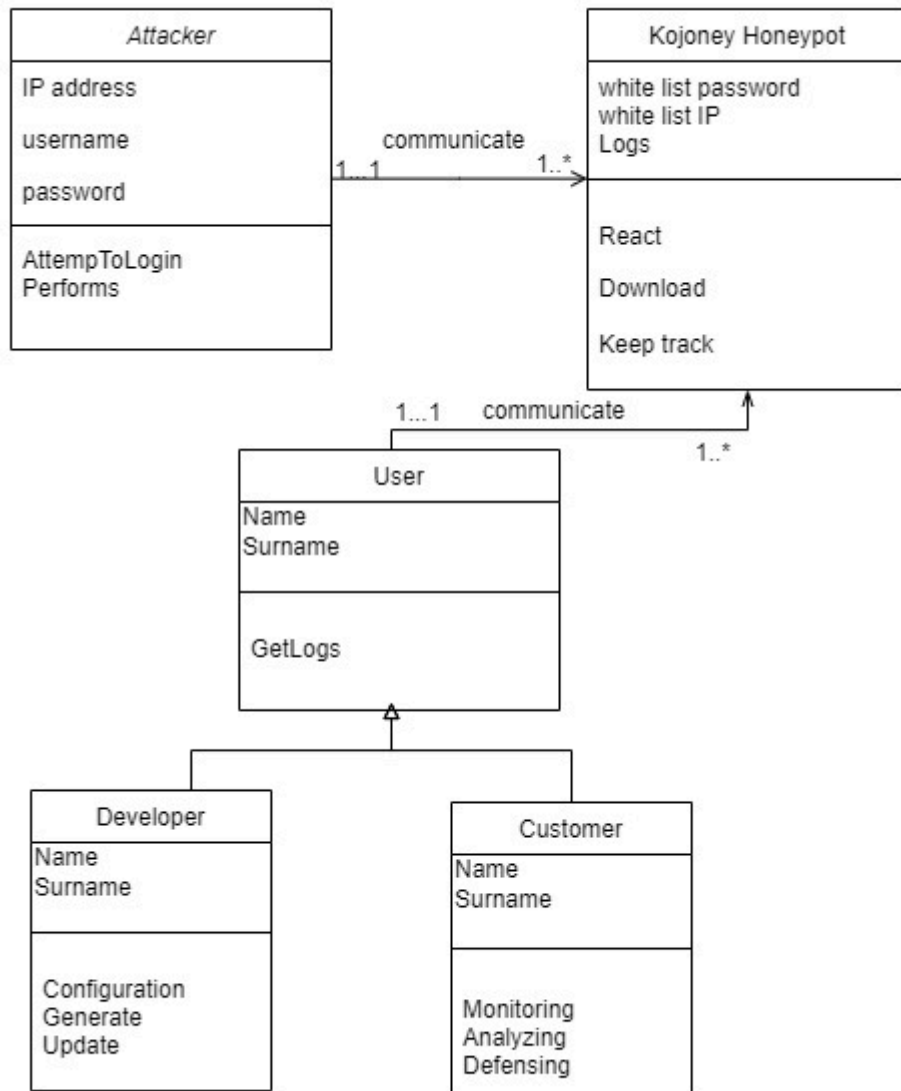 Attacker
IP address
username
password
AttempToLogin
Performs
communicate
1...1
1..*
Kojoney Honeypot
white list password
white list IP
Logs
React
Download
Keep track
1...1
communicate
1..*
User
Name
Surname
GetLogs
Developer
Name
Surname
Configuration
Generate
Update
Customer
Name
Surname
Monitoring
Analyzing
Defensing